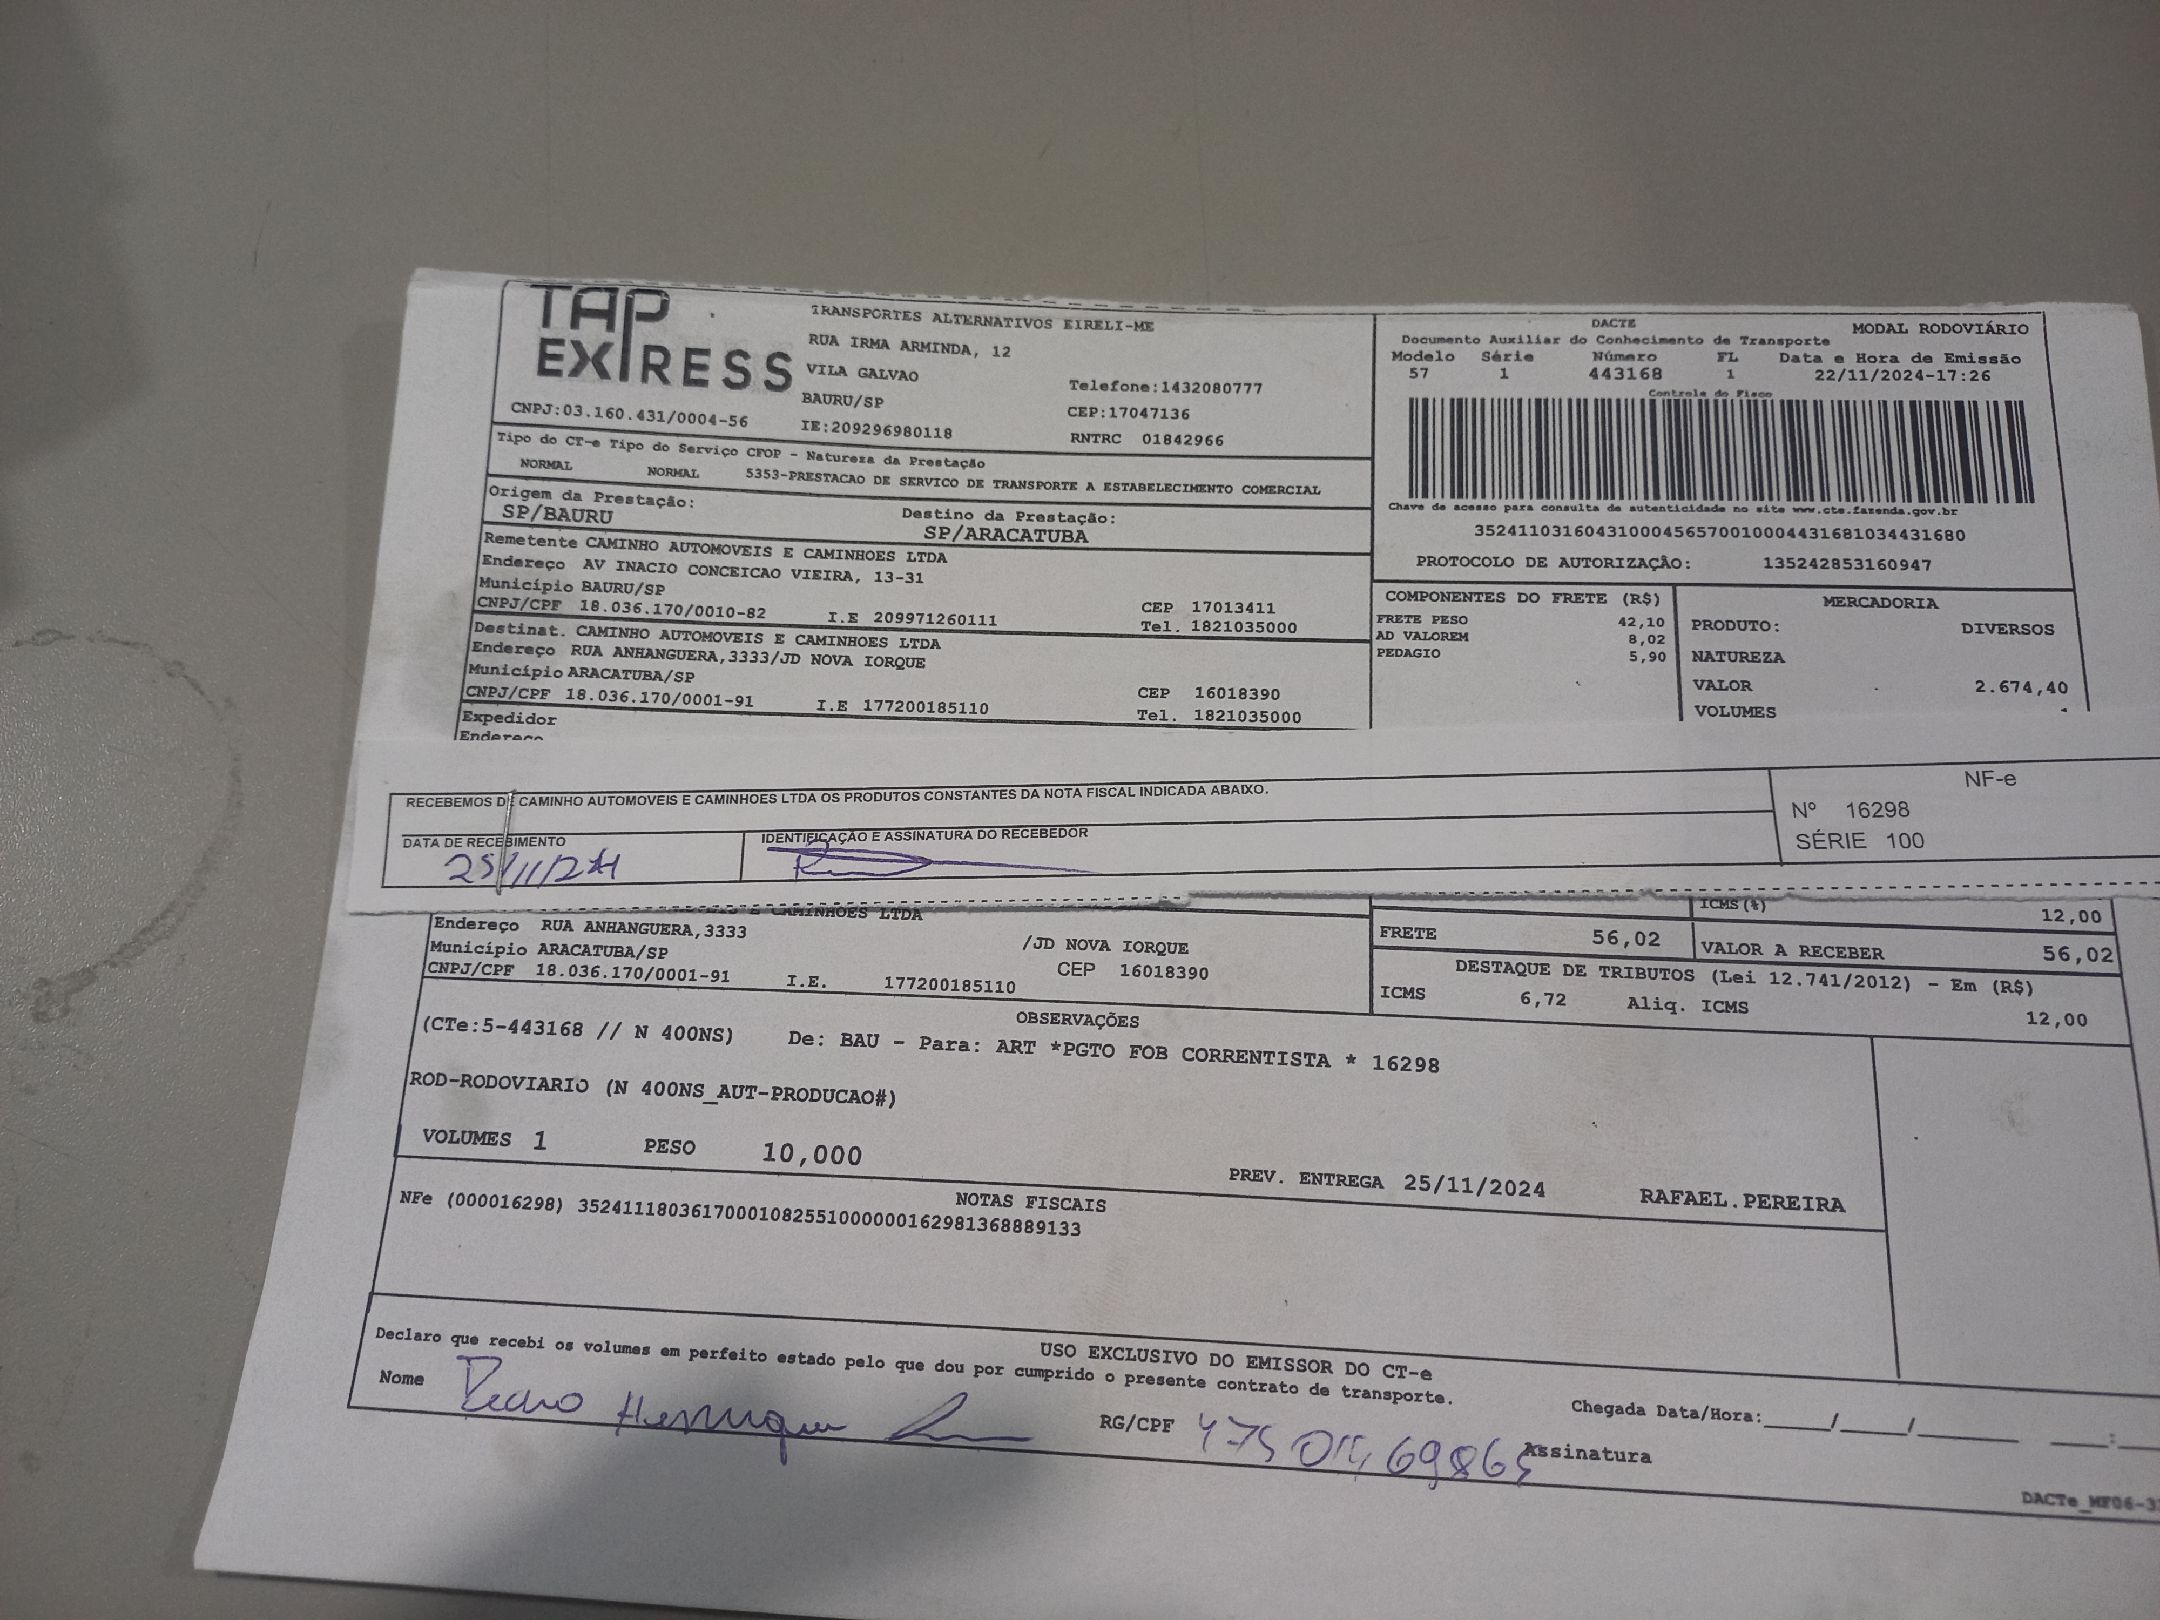 TAP
EXPRESS
CNPJ:03.160.431/0004-56
TRANSPORTES ALTERNATIVOS EIRELI-ME
RUA IRMA ARMINDA, 12
VILA GALVAO
BAURU/SP
IE:209296980118
Telefone:1432080777
CEP:17047136
RNTRC 01842966
DACTE
MODAL RODOVIÁRIO
Documento Auxiliar do Conhecimento de Transporte
Modelo Série Número FL Data e Hora de Emissão
57 1 443168 1 22/11/2024-17:26
Controle do Fisco
Chave de acesso para consulta de autenticidade no site www.cte.fazenda.gov.br
35241103160431000456570010004431681034431680
PROTOCOLO DE AUTORIZAÇÃO: 135242853160947
Tipo do CT-e Tipo do Serviço CFOP - Natureza da Prestação
NORMAL NORMAL 5353-PRESTACAO DE SERVICO DE TRANSPORTE A ESTABELECIMENTO COMERCIAL
Origem da Prestação: Destino da Prestação:
SP/BAURU SP/ARACATUBA
Remetente CAMINHO AUTOMOVEIS E CAMINHOES LTDA
Endereço AV INACIO CONCEICAO VIEIRA, 13-31
Município BAURU/SP CEP 17013411
CNPJ/CPF 18.036.170/0010-82 I.E 209971260111 Tel. 1821035000
Destinat. CAMINHO AUTOMOVEIS E CAMINHOES LTDA
Endereço RUA ANHANGUERA,3333/JD NOVA IORQUE
Município ARACATUBA/SP CEP 16018390
CNPJ/CPF 18.036.170/0001-91 I.E 177200185110 Tel. 1821035000
Expedidor
Endereço
COMPONENTES DO FRETE (R$)
FRETE PESO 42,10
AD VALOREM 8,02
PEDAGIO 5,90
MERCADORIA
PRODUTO: DIVERSOS
NATUREZA
VALOR 2.674,40
VOLUMES
RECEBEMOS DE CAMINHO AUTOMOVEIS E CAMINHOES LTDA OS PRODUTOS CONSTANTES DA NOTA FISCAL INDICADA ABAIXO.
DATA DE RECEBIMENTO IDENTIFICAÇÃO E ASSINATURA DO RECEBEDOR
25/11/24
NF-e
Nº 16298
SÉRIE 100
CAMINHOES LTDA
Endereço RUA ANHANGUERA,3333 /JD NOVA IORQUE
Município ARACATUBA/SP CEP 16018390
CNPJ/CPF 18.036.170/0001-91 I.E. 177200185110
ICMS(%) 12,00
FRETE 56,02 VALOR A RECEBER 56,02
DESTAQUE DE TRIBUTOS (Lei 12.741/2012) - Em (R$)
ICMS 6,72 Aliq. ICMS 12,00
OBSERVAÇÕES
(CTe:5-443168 // N 400NS) De: BAU - Para: ART *PGTO FOB CORRENTISTA * 16298
ROD-RODOVIARIO (N 400NS_AUT-PRODUCAO#)
VOLUMES 1 PESO 10,000
PREV. ENTREGA 25/11/2024 RAFAEL.PEREIRA
NOTAS FISCAIS
NFe (000016298) 35241118036170001082551000000162981368889133
USO EXCLUSIVO DO EMISSOR DO CT-e
Declaro que recebi os volumes em perfeito estado pelo que dou por cumprido o presente contrato de transporte.
Nome Pedro Henrique RG/CPF
Chegada Data/Hora:_____/_____/_______ ____:
Assinatura